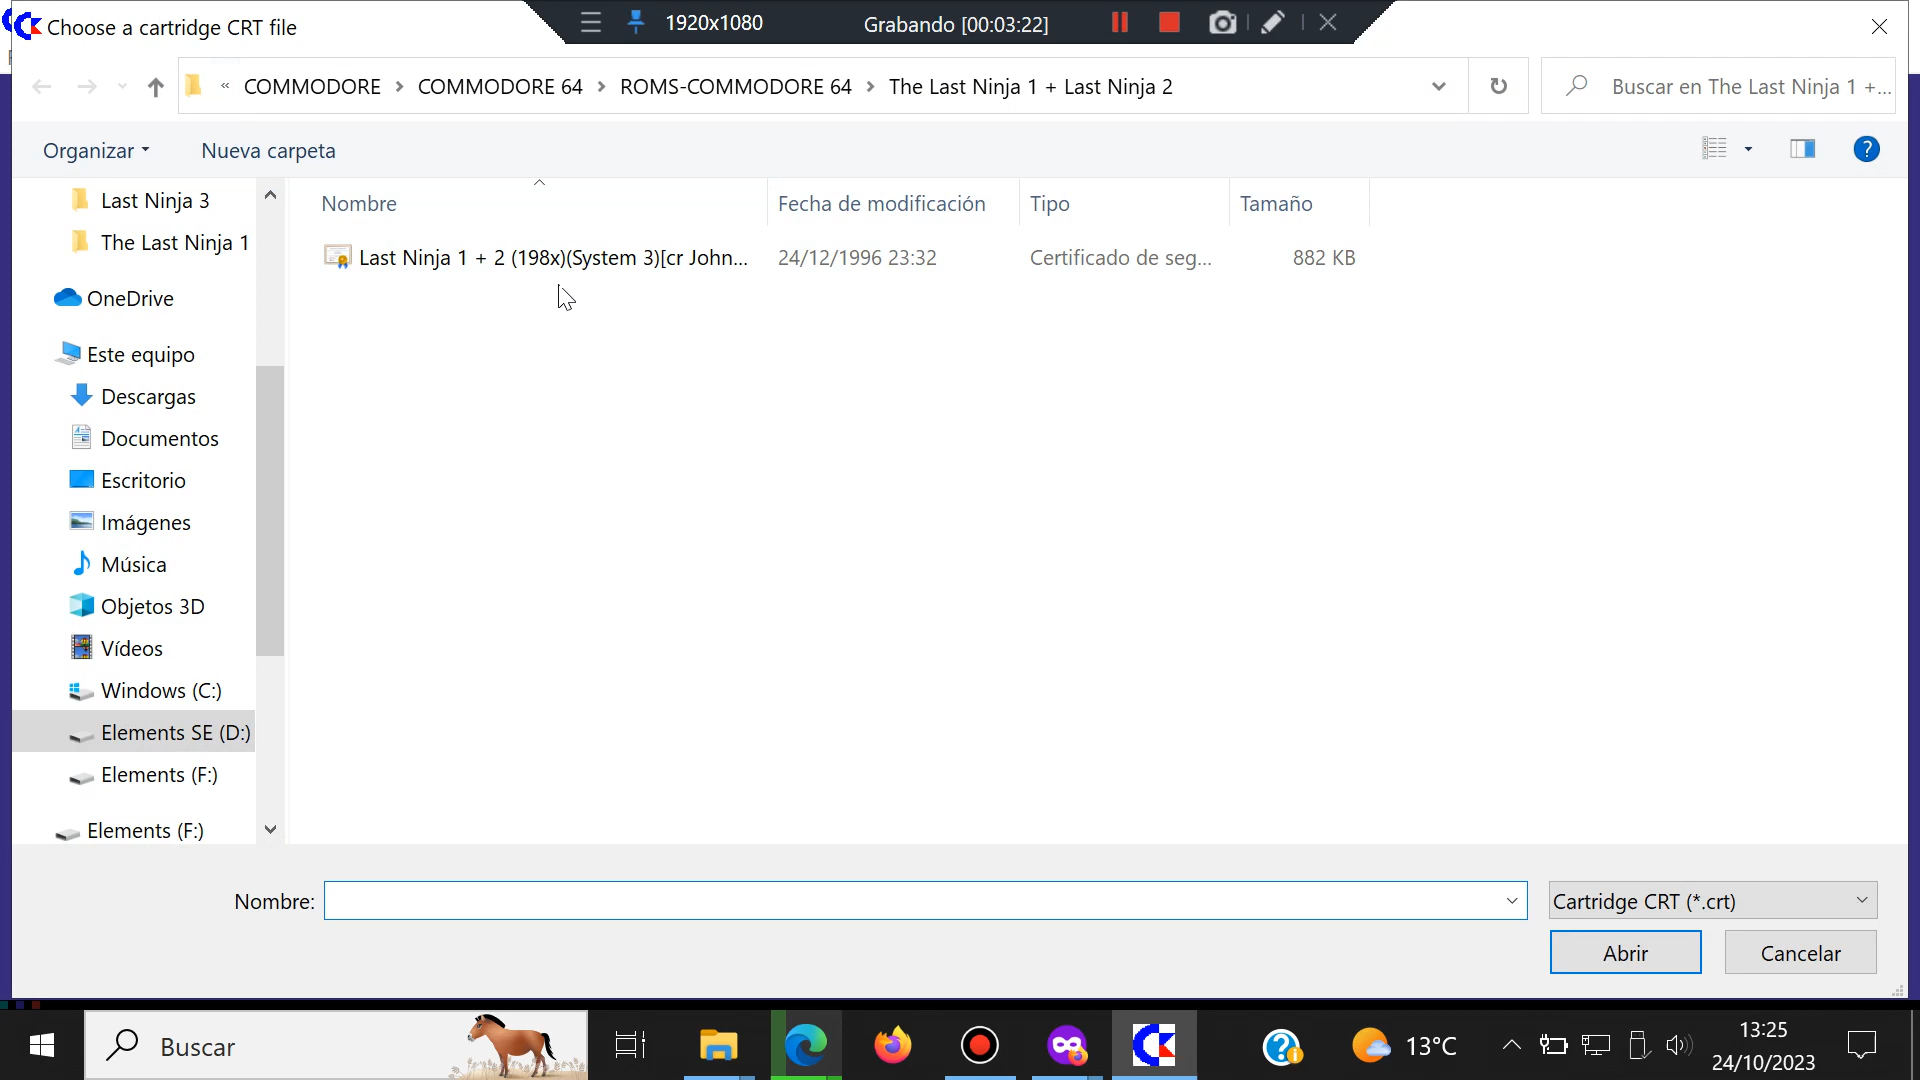 Choose a cartridge CRT file
1920x1080
Grabando [00:03:22]
« COMMODORE › COMMODORE 64 › ROMS-COMMODORE 64 › The Last Ninja 1 + Last Ninja 2
Buscar en The Last Ninja 1 +...
Organizar
Nueva carpeta
?
Last Ninja 3
The Last Ninja 1
OneDrive
Este equipo
Descargas
Documentos
Escritorio
Imágenes
Música
Objetos 3D
Vídeos
Windows (C:)
Elements SE (D:)
Elements (F:)
Elements (F:)
Nombre Fecha de modificación Tipo Tamaño
Last Ninja 1 + 2 (198x)(System 3)[cr John... 24/12/1996 23:32 Certificado de seg... 882 KB
Nombre:
Cartridge CRT (*.crt)
Abrir
Cancelar
Buscar
13°C
13:25
24/10/2023